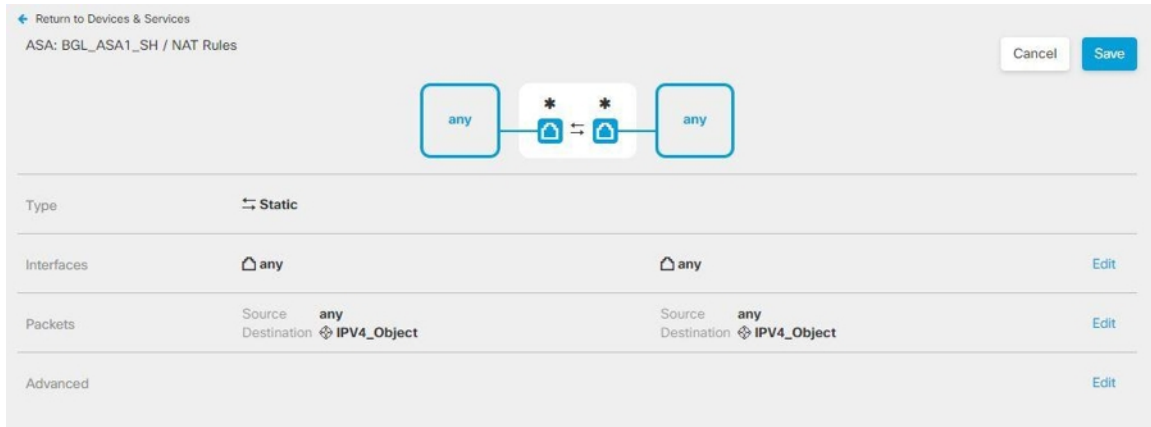 Return to Devices & Services
ASA: BGL_ASA1_SH / NAT Rules
Cancel Save
any * * any
Type Static
Interfaces any any Edit
Packets Source any Source any Edit
Destination IPV4_Object Destination IPV4_Object
Advanced Edit